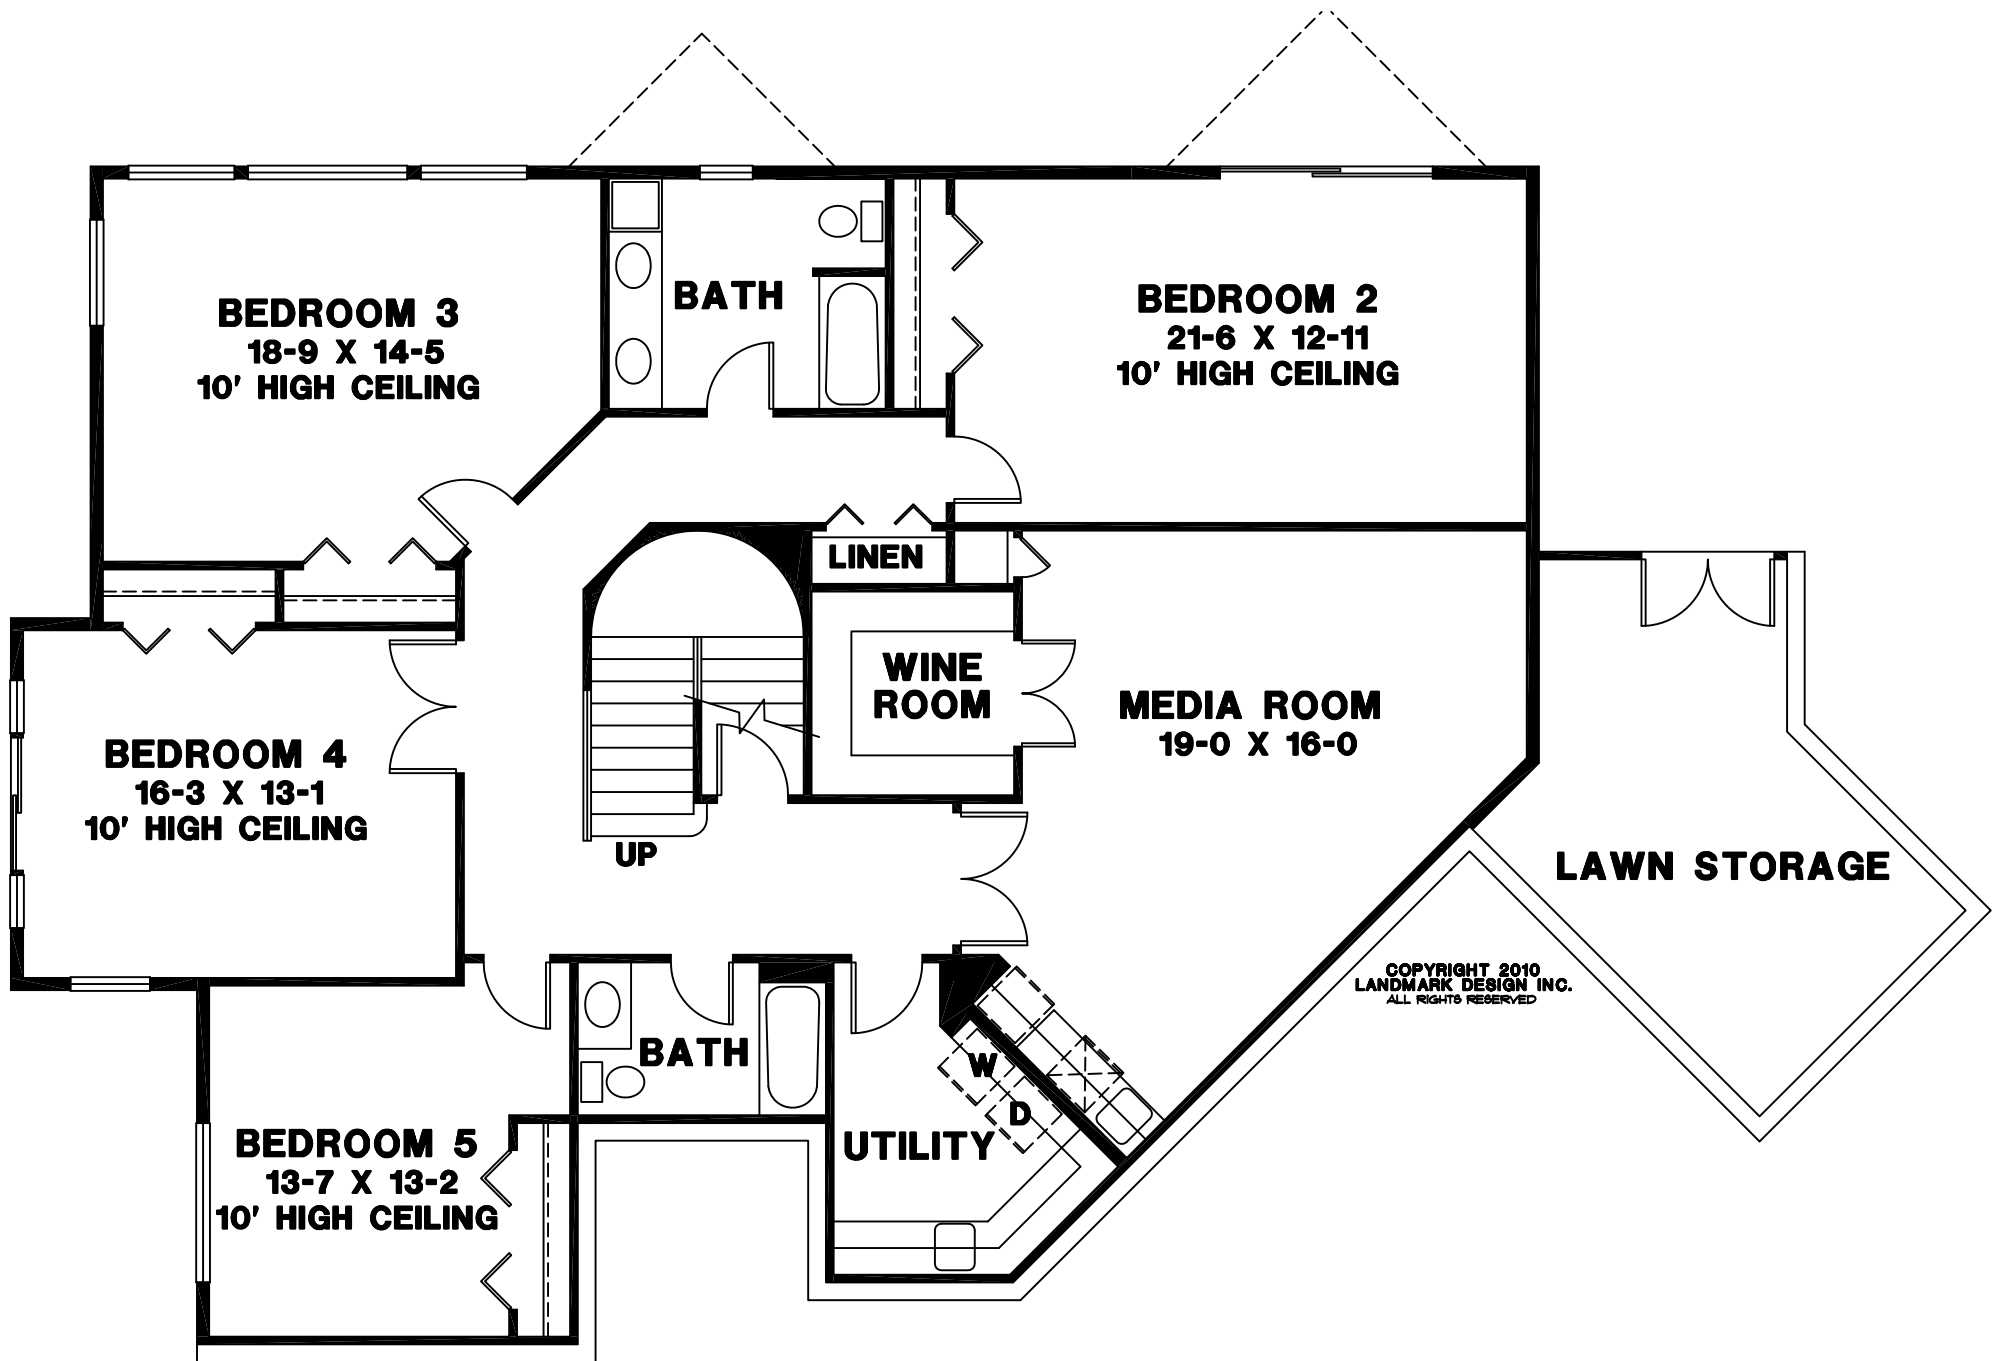 BATH
BEDROOM 3
18-9 X 14-5
10' HIGH CEILING
BEDROOM 2
21-6 X 12-11
10' HIGH CEILING
LINEN
WINE
ROOM
MEDIA ROOM
19-0 X 16-0
BEDROOM 4
16-3 X 13-1
10' HIGH CEILING
UP
LAWN STORAGE
COPYRIGHT 2010
LANDMARK DESIGN INC.
ALL RIGHTS RESERVED
BATH
W
D
UTILITY
BEDROOM 5
13-7 X 13-2
10' HIGH CEILING